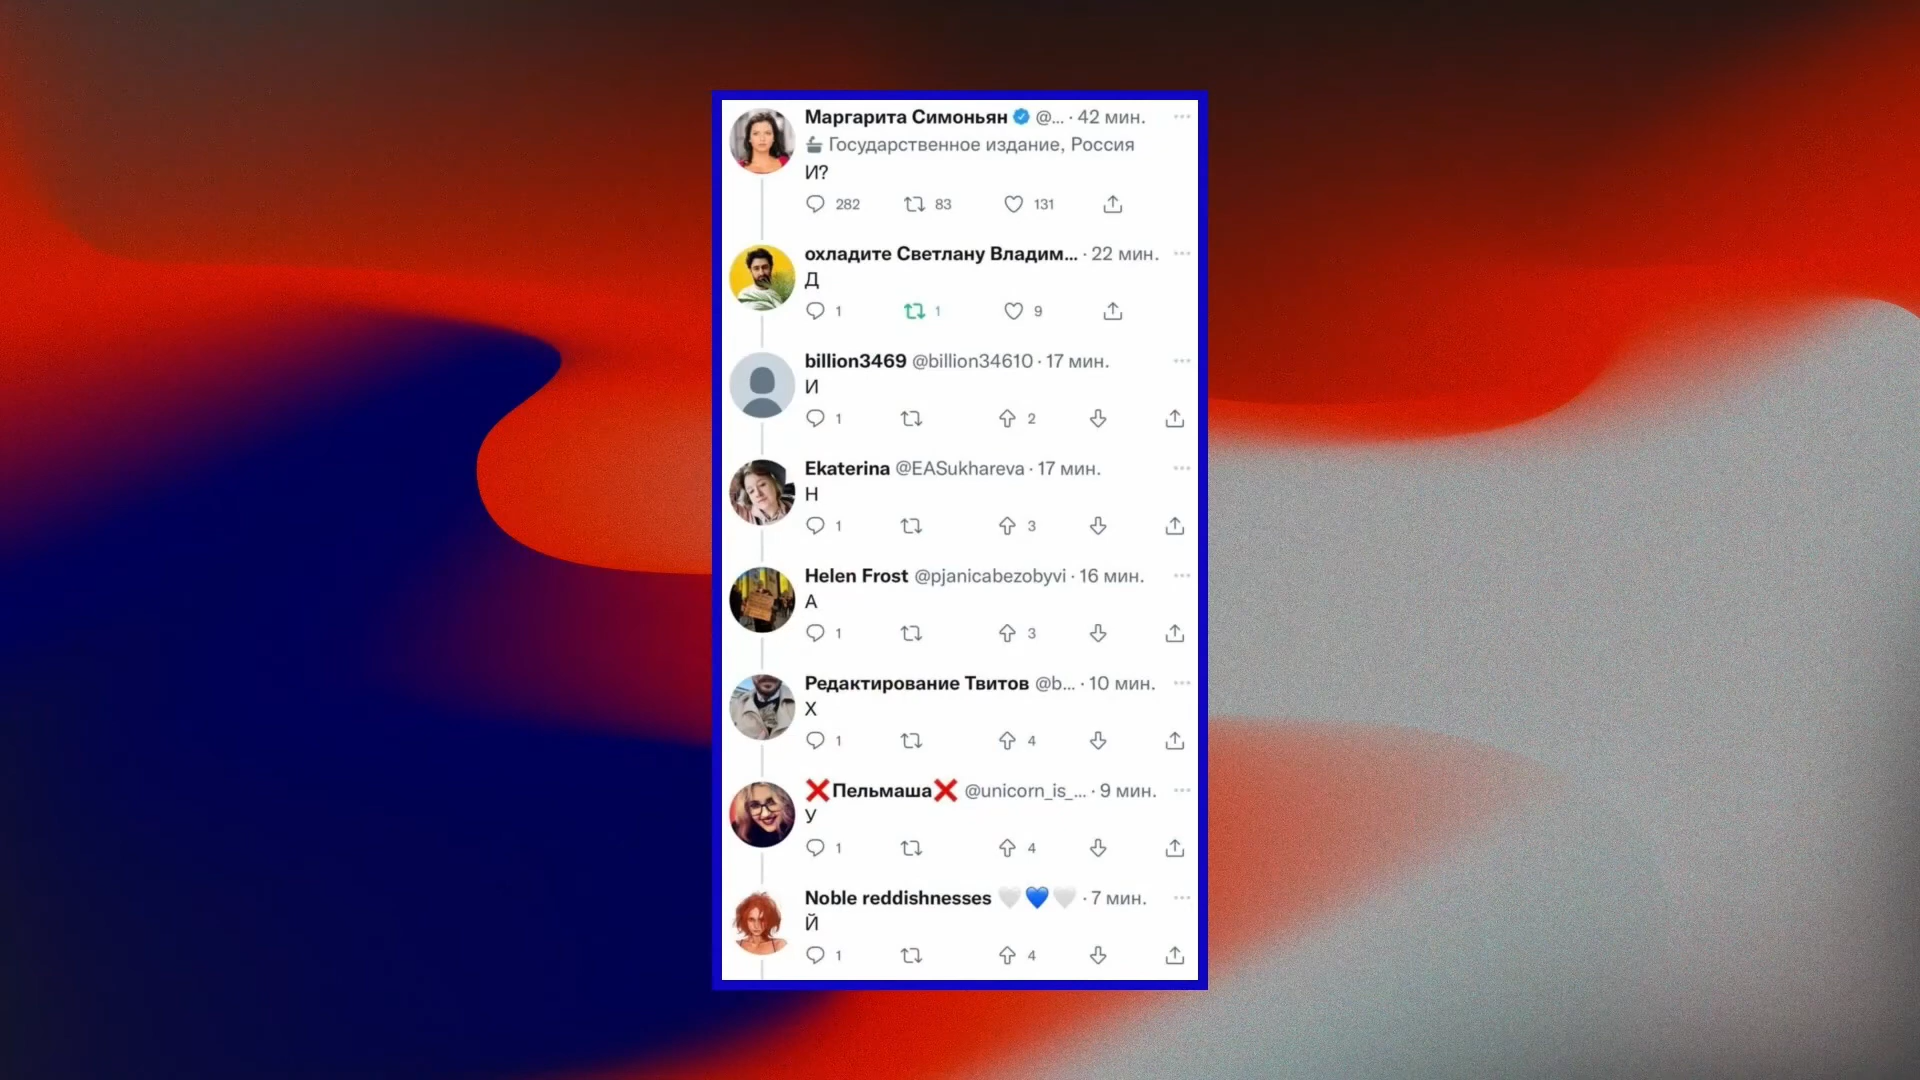 Маргарита Симоньян @... · 42 мин.
Государственное издание, Россия
И?
282 83 131
охладите Светлану Владим... · 22 мин.
Д
1 1 9
billion3469 @billion34610 · 17 мин.
И
1 2
Ekaterina @EASukhareva · 17 мин.
Н
1 3
Helen Frost @pjanicabezobyvi · 16 мин.
А
1 3
Редактирование Твитов @b... · 10 мин.
Х
1 4
❌Пельмаша❌ @unicorn_is_... · 9 мин.
У
1 4
Noble reddishnesses 🤍💙🤍 · 7 мин.
Й
1 4